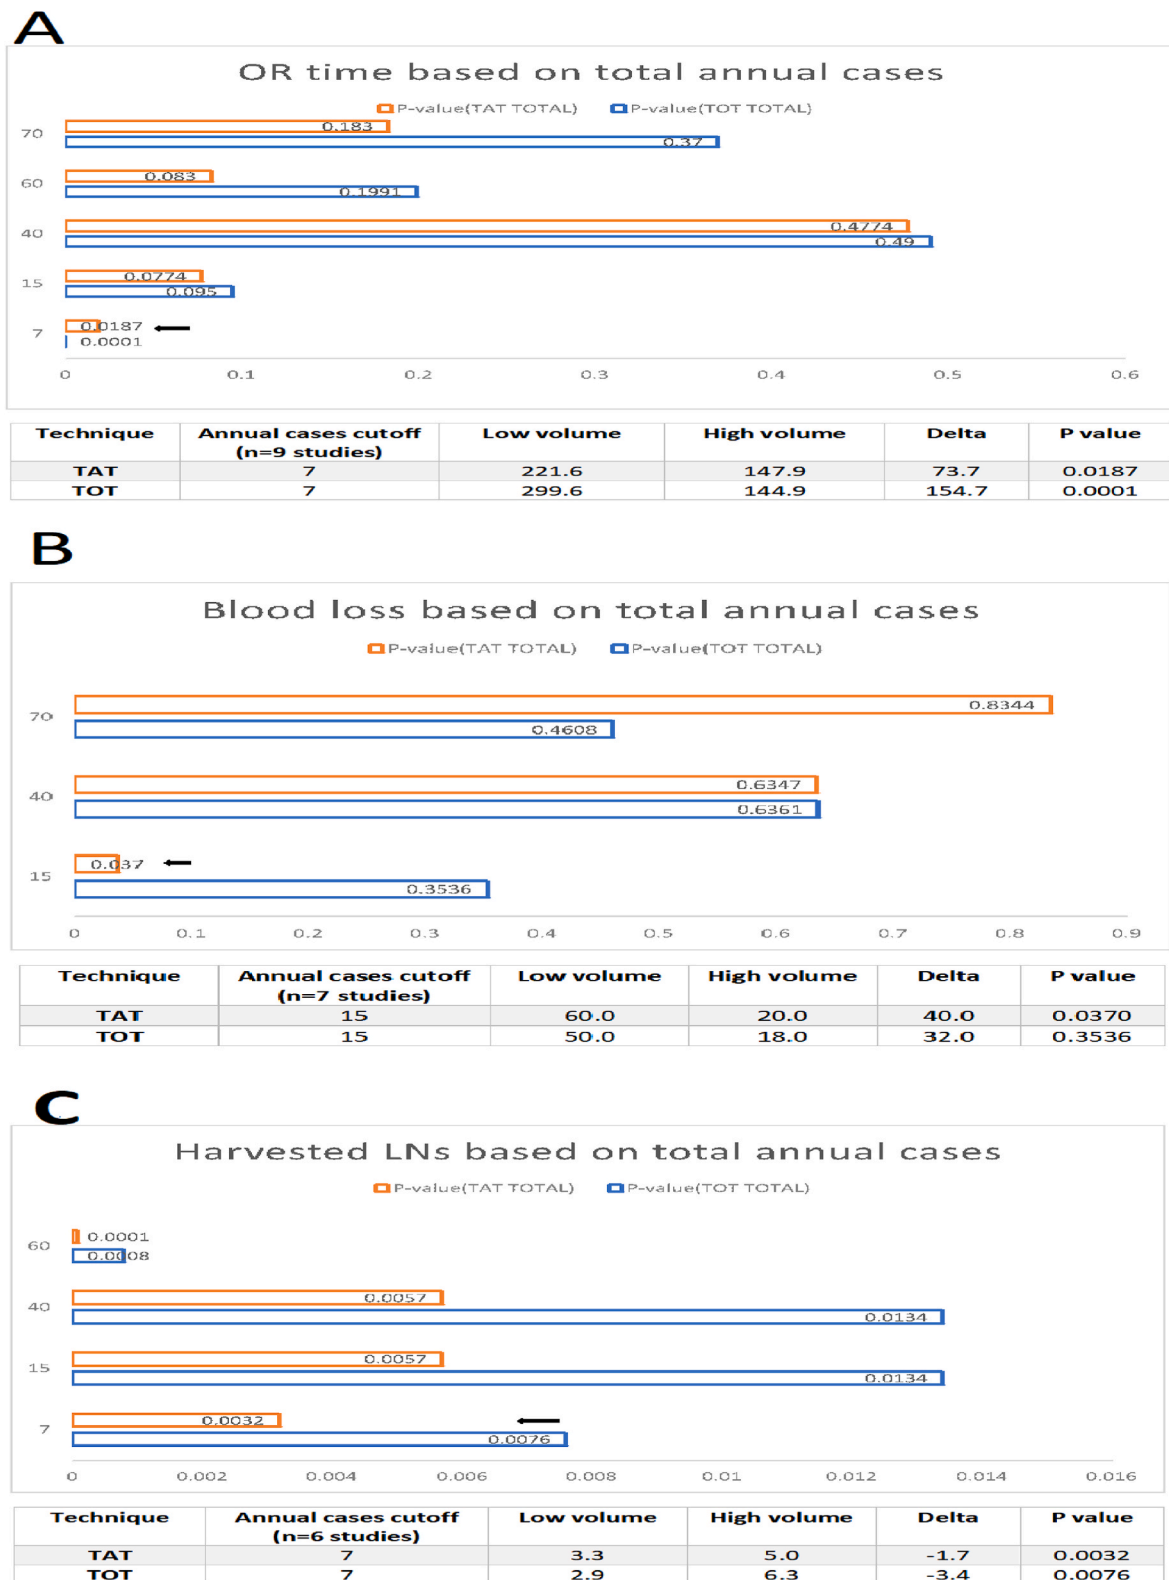 A
OR time based on total annual cases
P-value(TAT TOTAL) P-value(TOT TOTAL)
70 0.183
0.37
60 0.083
0.1991
40 0.4774
0.49
15 0.0774
0.095
7 0.0187
0.0001
0 0.1 0.2 0.3 0.4 0.5 0.6
Technique Annual cases cutoff (n=9 studies) Low volume High volume Delta P value
TAT 7 221.6 147.9 73.7 0.0187
TOT 7 299.6 144.9 154.7 0.0001
B
Blood loss based on total annual cases
P-value(TAT TOTAL) P-value(TOT TOTAL)
70 0.8344
0.4608
40 0.6347
0.6361
15 0.037
0.3536
0 0.1 0.2 0.3 0.4 0.5 0.6 0.7 0.8 0.9
Technique Annual cases cutoff (n=7 studies) Low volume High volume Delta P value
TAT 15 60.0 20.0 40.0 0.0370
TOT 15 50.0 18.0 32.0 0.3536
C
Harvested LNs based on total annual cases
P-value(TAT TOTAL) P-value(TOT TOTAL)
60 0.0001
0.0008
40 0.0057
0.0134
15 0.0057
0.0134
7 0.0032
0.0076
0 0.002 0.004 0.006 0.008 0.01 0.012 0.014 0.016
Technique Annual cases cutoff (n=6 studies) Low volume High volume Delta P value
TAT 7 3.3 5.0 -1.7 0.0032
TOT 7 2.9 6.3 -3.4 0.0076